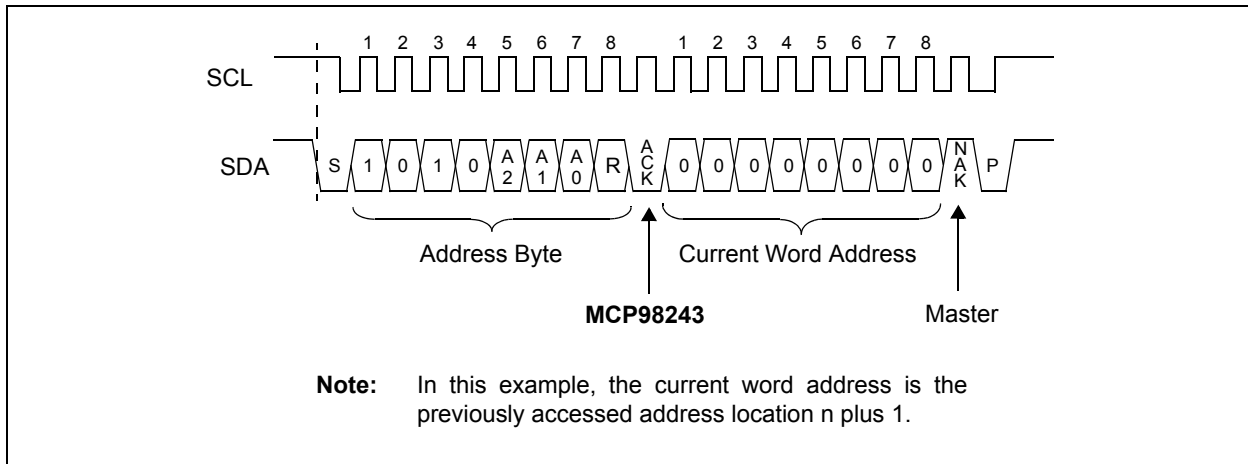 1 2 3 4 5 6 7 8 1 2 3 4 5 6 7 8
SCL
SDA S 1 0 1 0 A2 A1 A0 R ACK 0 0 0 0 0 0 0 0 NAK P
Address Byte Current Word Address
MCP98243 Master
Note: In this example, the current word address is the
previously accessed address location n plus 1.